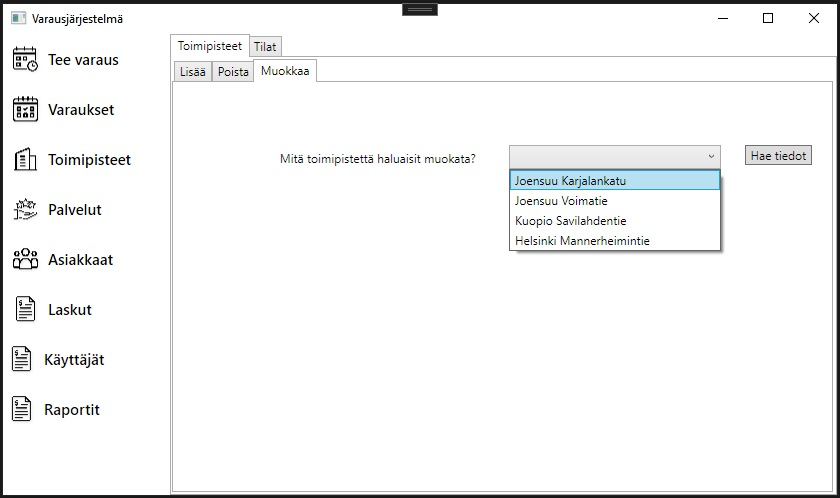 Varausjärjestelmä
Tee varaus
Varaukset
Toimipisteet
Palvelut
Asiakkaat
Laskut
Käyttäjät
Raportit
Toimipisteet Tilat
Lisää Poista Muokkaa
Mitä toimipistettä haluaisit muokata?
Hae tiedot
Joensuu Karjalankatu
Joensuu Voimatie
Kuopio Savilahdentie
Helsinki Mannerheimintie